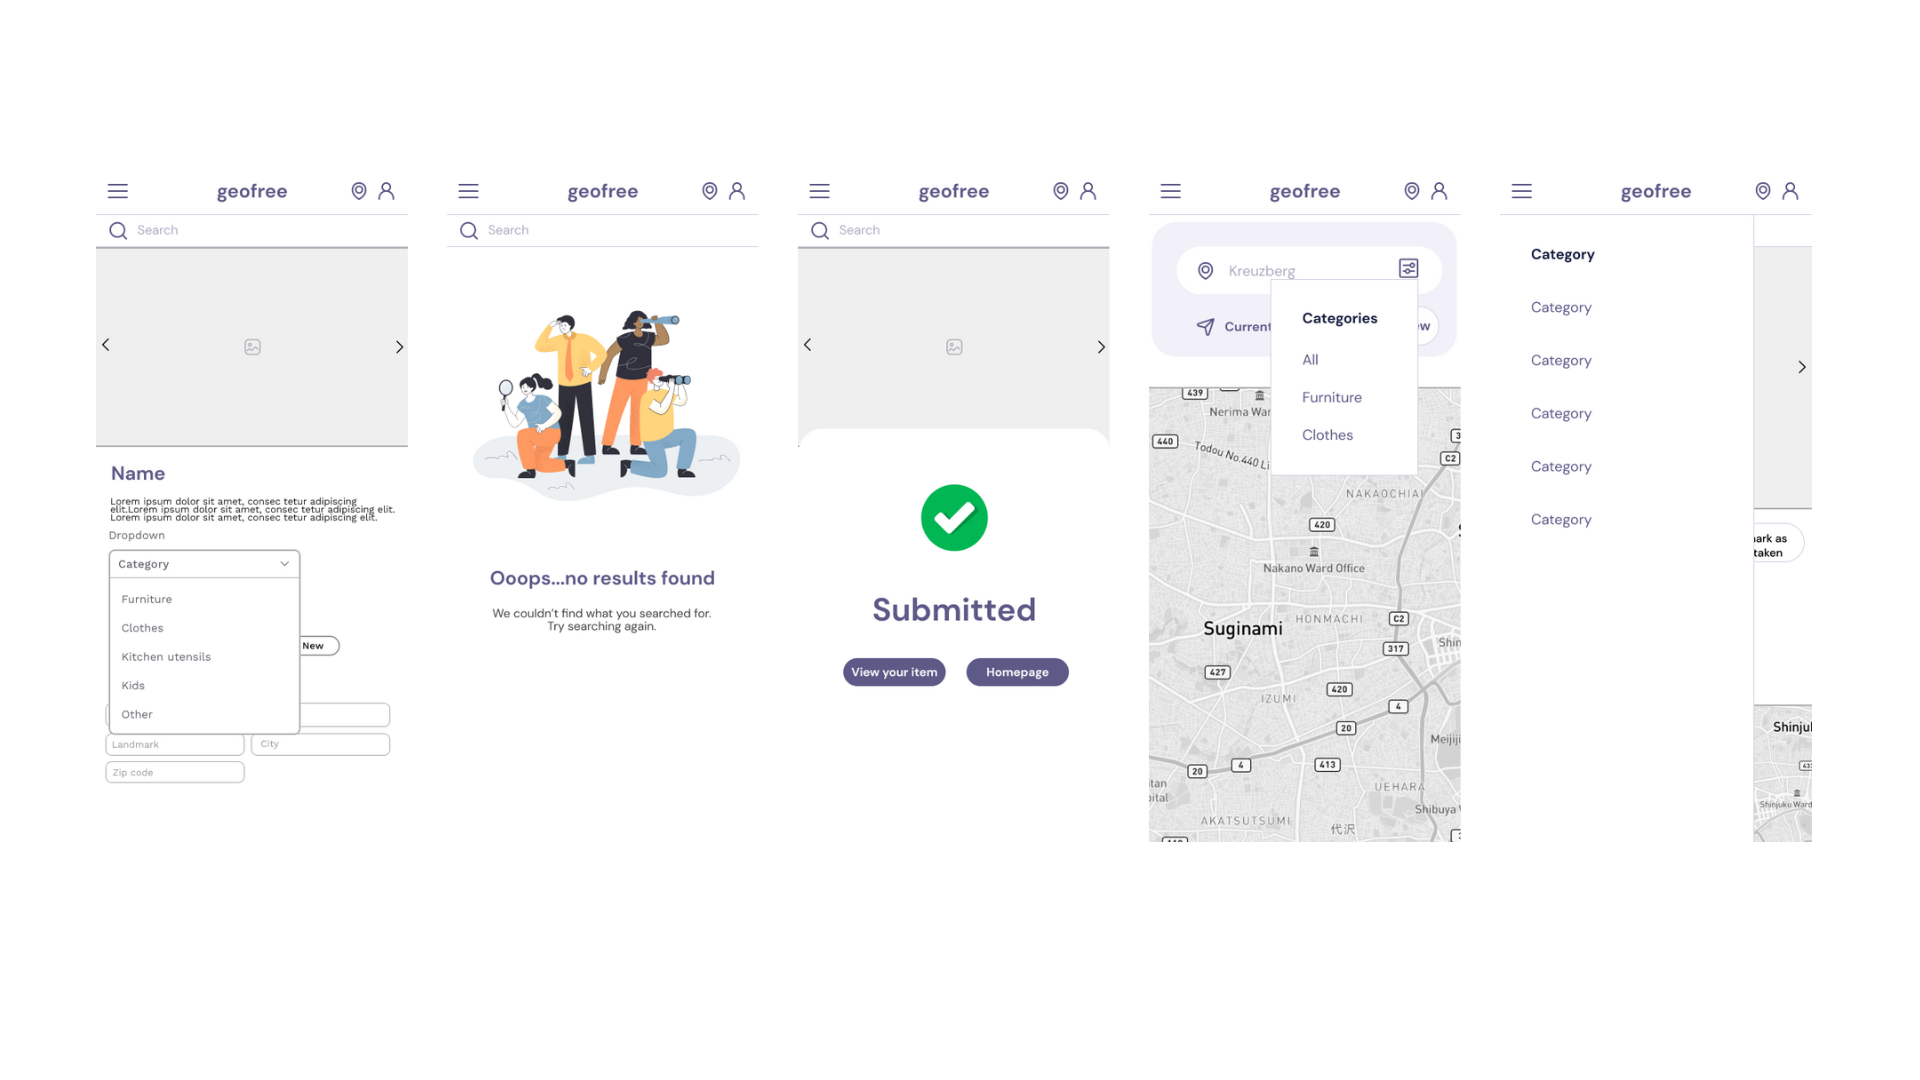 geofree
Search
Name
Lorem ipsum dolor sit amet, consec tetur adipiscing
elit.Lorem ipsum dolor sit amet, consec tetur adipiscing elit.
Lorem ipsum dolor sit amet, consec tetur adipiscing elit.
Dropdown
Category
Furniture
Clothes
Kitchen utensils
Kids
Other
New
Landmark
City
Zip code
geofree
Search
Ooops...no results found
We couldn't find what you searched for.
Try searching again.
geofree
Search
Submitted
View your item
Homepage
geofree
Kreuzberg
Current
ew
Categories
All
Furniture
Clothes
439
Nerima War
440
Todou No.440 Li
C2
NAKAOCHIAI
420
Nakano Ward Office
HONMACHI
C2
Suginami
317
Shin
427
420
IZUMI
4
20
Meijiji
4
413
20
itan
pital
UEHARA
Shibuya
AKATSUTSUMI
代沢
geofree
Category
Category
Category
Category
Category
Category
ark as
taken
Shinjul
Shinjuku Ward